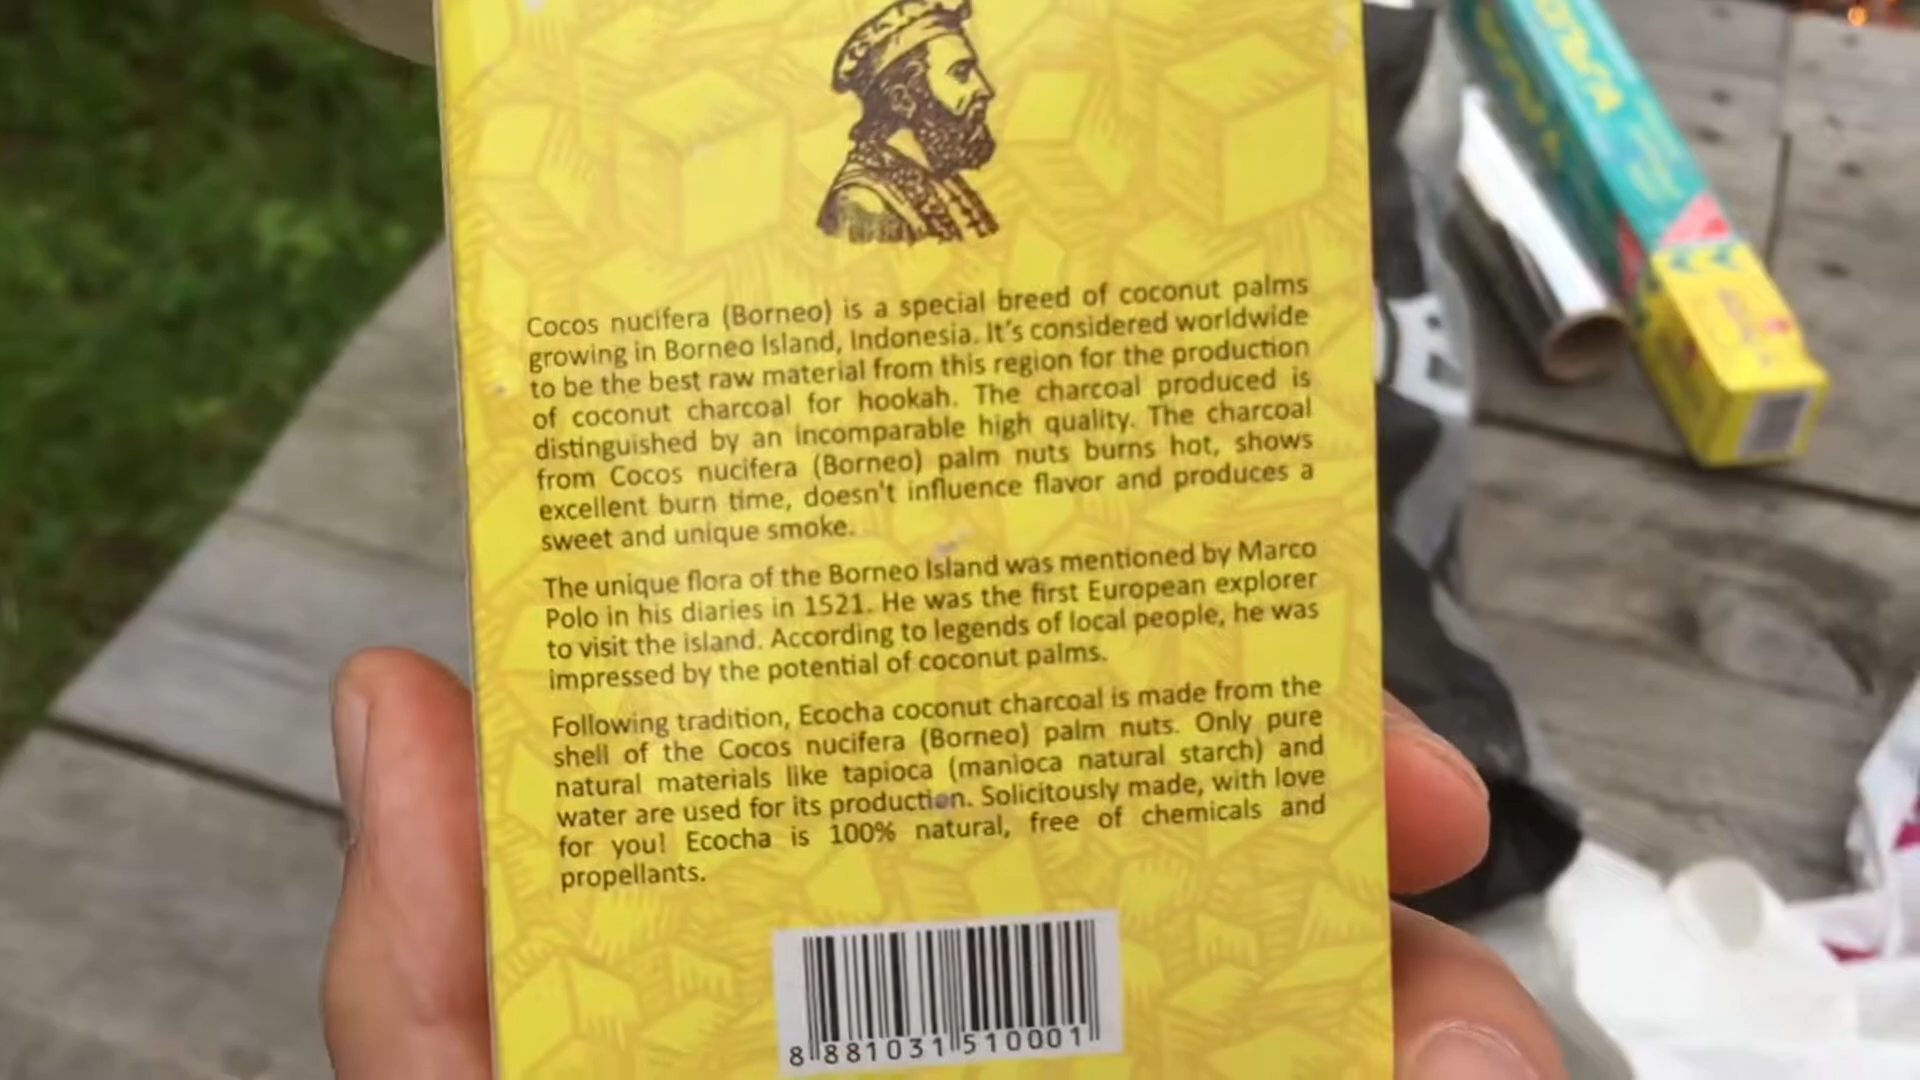 Cocos nucifera (Borneo) is a special breed of coconut palms
growing in Borneo Island, Indonesia. It's considered worldwide
to be the best raw material from this region for the production
of coconut charcoal for hookah. The charcoal produced is
distinguished by an incomparable high quality. The charcoal
from Cocos nucifera (Borneo) palm nuts burns hot, shows
excellent burn time, doesn't influence flavor and produces a
sweet and unique smoke.
The unique flora of the Borneo Island was mentioned by Marco
Polo in his diaries in 1521. He was the first European explorer
to visit the island. According to legends of local people, he was
impressed by the potential of coconut palms.
Following tradition, Ecocha coconut charcoal is made from the
shell of the Cocos nucifera (Borneo) palm nuts. Only pure
natural materials like tapioca (manioca natural starch) and
water are used for its production. Solicitously made, with love
for you! Ecocha is 100% natural, free of chemicals and
propellants.
8 881031 510001